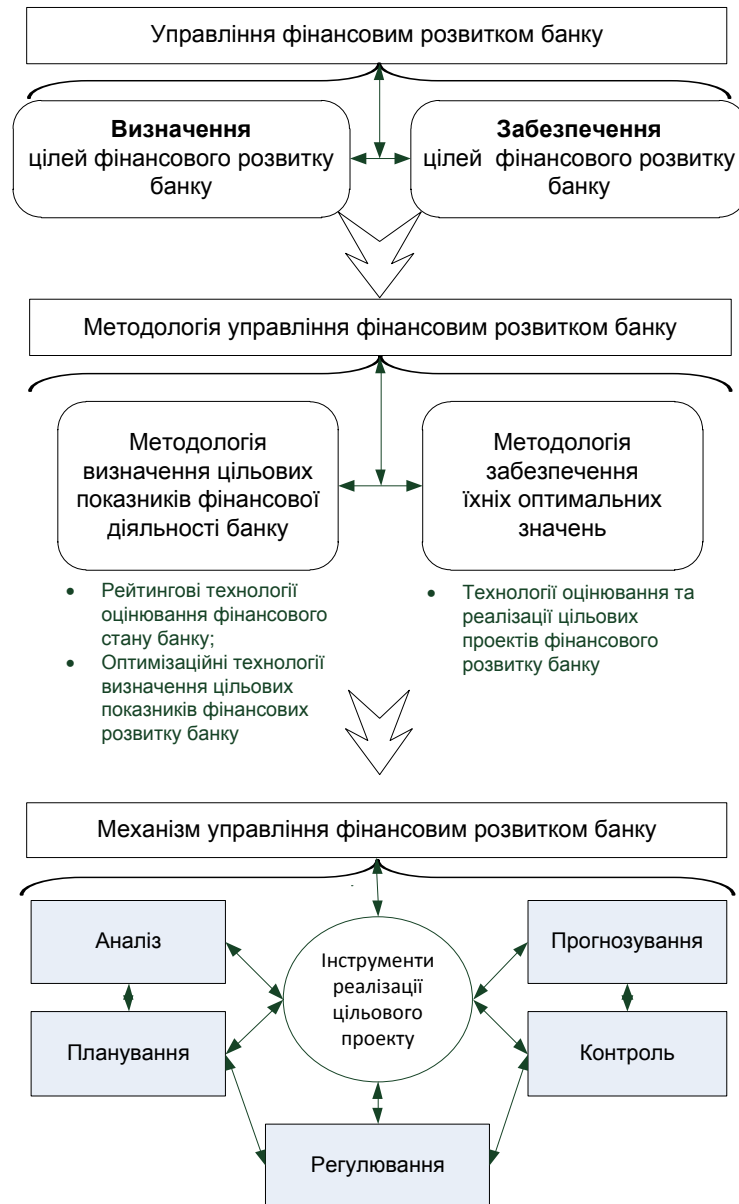 Управління фінансовим розвитком банку
Визначення
цілей фінансового розвитку
банку
Забезпечення
цілей фінансового розвитку
банку
Методологія управління фінансовим розвитком банку
Методологія
визначення цільових
показників фінансової
діяльності банку
Методологія
забезпечення
їхніх оптимальних
значень
• Рейтингові технології
оцінювання фінансового
стану банку;
• Оптимізаційні технології
визначення цільових
показників фінансових
розвитку банку
• Технології оцінювання та
реалізації цільових
проектів фінансового
розвитку банку
Механізм управління фінансовим розвитком банку
Аналіз
Планування
Інструменти
реалізації
цільового
проекту
Прогнозування
Контроль
Регулювання